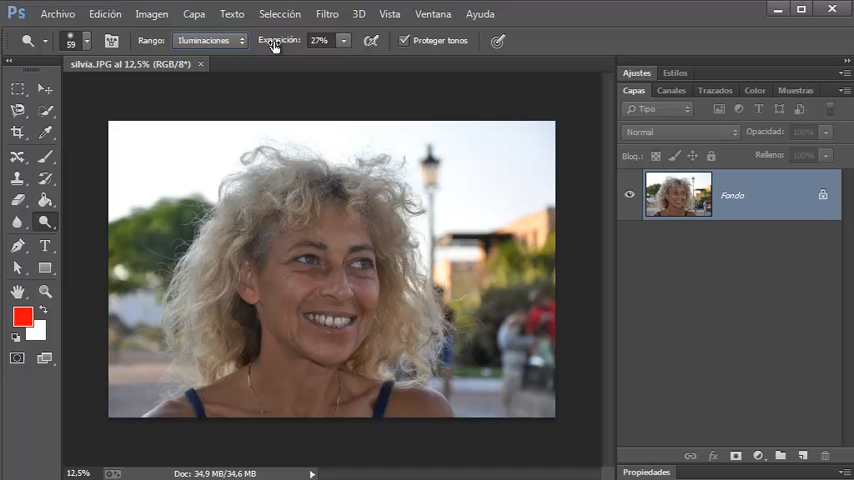 Ps Archivo Edición Imagen Capa Texto Selección Filtro 3D Vista Ventana Ayuda
59 Rango: Iluminaciones Exposición: 27% Proteger tonos
silvia.JPG al 12,5% (RGB/8*) ×
Ajustes Estilos
Capas Canales Trazados Color Muestras
Tipo
Normal Opacidad: 100%
Bloq.: Relleno: 100%
Fondo
T
fx
12,5% Doc: 34,9 MB/34,6 MB
Propiedades